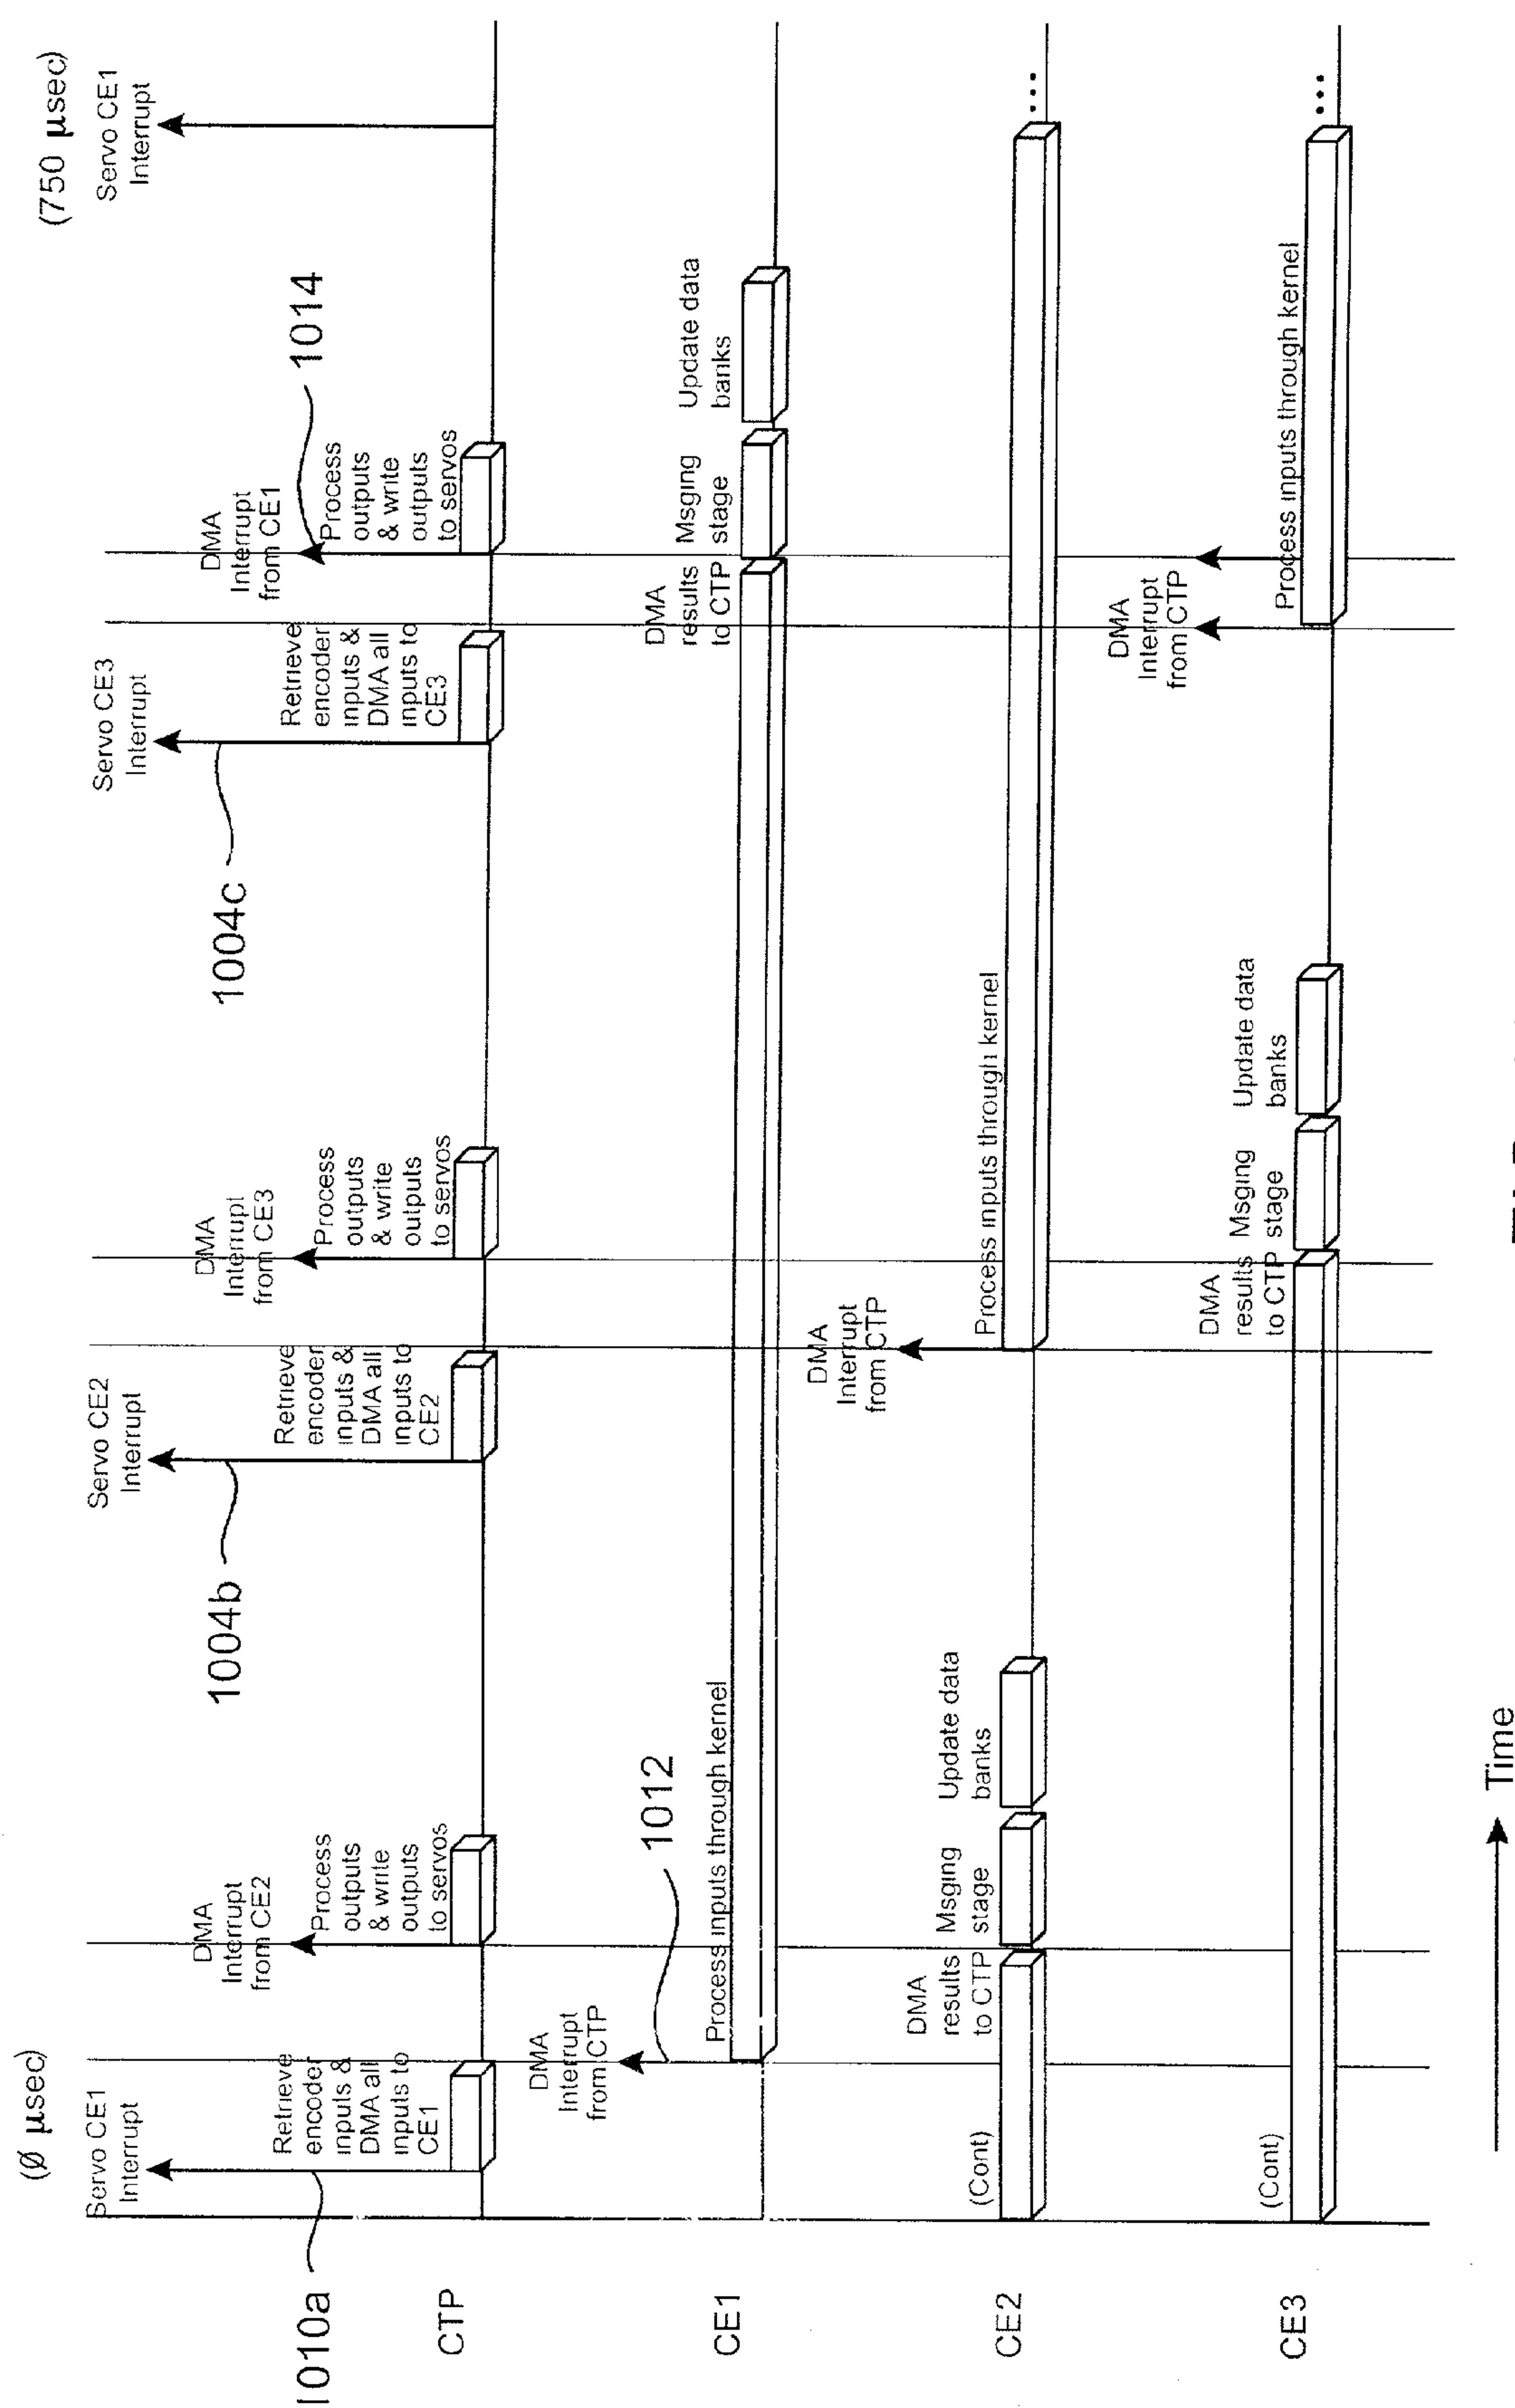 (Ø µsec)
(750 µsec)
Servo CE1
Interrupt
Servo CE2
Interrupt
Servo CE3
Interrupt
Servo CE1
Interrupt
1010a
1004b
1004c
1014
CTP
Retrieve
encoder
inputs &
DMA all
inputs to
CE1
DMA
Interrupt
from CE2
Process
outputs
& write
outputs
to servos
Retrieve
encoder
inputs &
DMA all
inputs to
CE2
DMA
Interrupt
from CE3
Process
outputs
& write
outputs
to servos
Retrieve
encoder
inputs &
DMA all
inputs to
CE3
DMA
Interrupt
from CE1
Process
outputs
& write
outputs
to servos
CE1
DMA
Interrupt
from CTP
1012
Process inputs through kernel
DMA
results
to CTP
Msging
stage
Update data
banks
CE2
(Cont)
DMA
results
to CTP
Msging
stage
Update data
banks
DMA
Interrupt
from CTP
Process inputs through kernel
...
CE3
(Cont)
DMA
results
to CTP
Msging
stage
Update data
banks
DMA
Interrupt
from CTP
Process inputs through kernel
...
Time